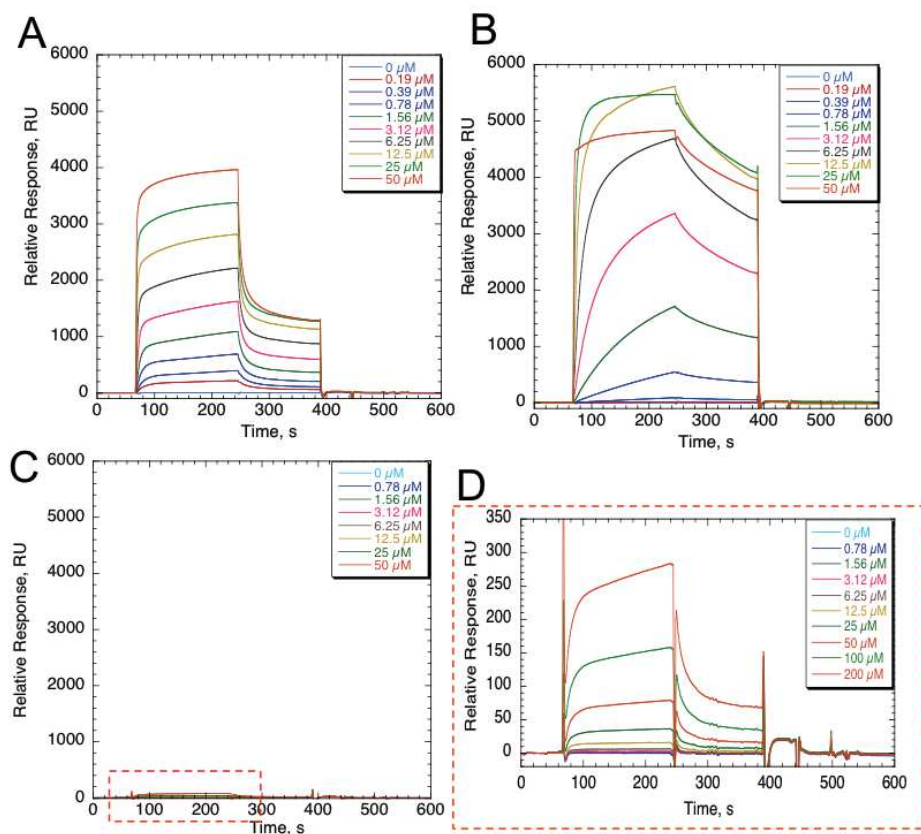 A
Relative Response, RU
6000
5000
4000
3000
2000
1000
0
0 µM
0.19 µM
0.39 µM
0.78 µM
1.56 µM
3.12 µM
6.25 µM
12.5 µM
25 µM
50 µM
0 100 200 300 400 500 600
Time, s
B
Relative Response, RU
6000
5000
4000
3000
2000
1000
0
0 µM
0.19 µM
0.39 µM
0.78 µM
1.56 µM
3.12 µM
6.25 µM
12.5 µM
25 µM
50 µM
0 100 200 300 400 500 600
Time, s
C
Relative Response, RU
6000
5000
4000
3000
2000
1000
0
0 µM
0.78 µM
1.56 µM
3.12 µM
6.25 µM
12.5 µM
25 µM
50 µM
0 100 200 300 400 500 600
Time, s
D
Relative Response, RU
350
300
250
200
150
100
50
0
0 µM
0.78 µM
1.56 µM
3.12 µM
6.25 µM
12.5 µM
25 µM
50 µM
100 µM
200 µM
0 100 200 300 400 500 600
Time, s